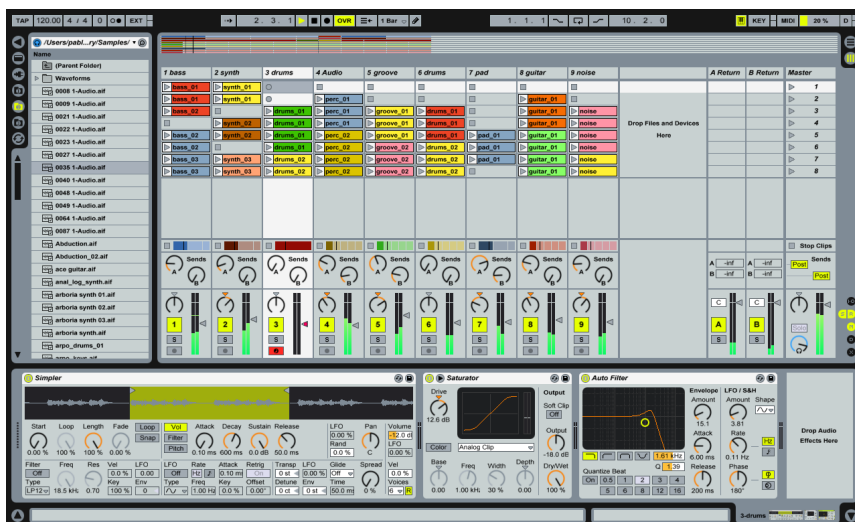 TAP 120.00 4 / 4 0 EXT 2. 3. 1 OVR 1 Bar 1. 1. 1 10. 2. 0 KEY MIDI 20 % D
/Users/pabl...ry/Samples/
Name
(Parent Folder)
Waveforms
0008 1-Audio.aif
0009 1-Audio.aif
0021 1-Audio.aif
0022 1-Audio.aif
0023 1-Audio.aif
0027 1-Audio.aif
0035 1-Audio.aif
0040 1-Audio.aif
0048 1-Audio.aif
0049 1-Audio.aif
0064 1-Audio.aif
0087 1-Audio.aif
Abduction.aif
Abduction_02.aif
ace guitar.aif
anal_log_synth.aif
arboria synth 01.aif
arboria synth 02.aif
arboria synth 03.aif
arboria synth.aif
arpo_drums_01
1 bass 2 synth 3 drums 4 Audio 5 groove 6 drums 7 pad 8 guitar 9 noise A Return B Return Master
bass_01 synth_01 1
bass_01 synth_01 perc_01 guitar_01 2
bass_02 drums_01 perc_01 groove_01 drums_01 guitar_01 noise 3
synth_02 drums_01 perc_01 groove_01 drums_01 guitar_01 noise 4
bass_02 synth_02 drums_01 perc_02 groove_01 drums_01 pad_01 guitar_01 noise 5
bass_02 drums_01 perc_02 groove_02 drums_02 pad_01 guitar_01 noise 6
bass_03 synth_03 drums_02 perc_02 groove_02 drums_02 pad_01 guitar_01 noise 7
bass_03 synth_03 drums_02 perc_02 groove_02 drums_02 guitar_01 noise 8
Drop Files and Devices
Here
Stop Clips
Sends Sends Sends Sends Sends Sends Sends Sends Sends A -inf A -inf Post Sends
A B A B A B A B A B A B A B A B A B B -inf B -inf Post
C C
1 2 3 4 5 6 7 8 9 A B Solo
S S S S S S S S S S S
Simpler
Start Loop Length Fade Loop Vol Attack Decay Sustain Release LFO Pan Volume
Snap Filter 0.00 % -12.0 d
Pitch Rand LFO
0.00 % 100 % 100 % 0.00 % 0.10 ms 600 ms 0.0 dB 50.0 ms 0.00 % C 0.00 %
Filter Freq Res Vel LFO LFO Rate Attack Retrig Transp LFO Glide Spread Vel
Off 0.0 % 0.00 Off Hz 0.10 m On 0 ct 0.00 % Off 0.0 %
Type Key Env Type Freq Key Offset Detune Env Time Voices
LP12 18.5 kHz 0.70 100 % 0 1.00 Hz 0.0 % 0.00° 0 ct 0 st 50.0 m 0 % 6 R
Saturator
Drive Output
12.6 dB Soft Clip
Off
Output
Color Analog Clip -18.0 dB
Base Freq Width Depth Dry/Wet
0.00 1.00 kHz 30 % 0.00 100 %
Auto Filter
Envelope LFO / S&H
Amount Amount Shape
15.1 3.81
Attack Rate
Hz
6.00 ms 0.11 Hz
1.61 kHz
Q 1.39
Release Phase
200 ms 180°
Quantize Beat
On 0.5 1 2 3 4
5 6 8 12 16
Drop Audio
Effects Here
3-drums